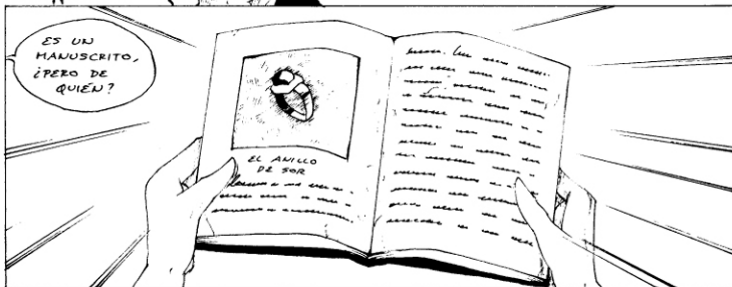 ES UN
MANUSCRITO,
¿PERO DE
QUIÉN?
EL ANILLO
DE SOR